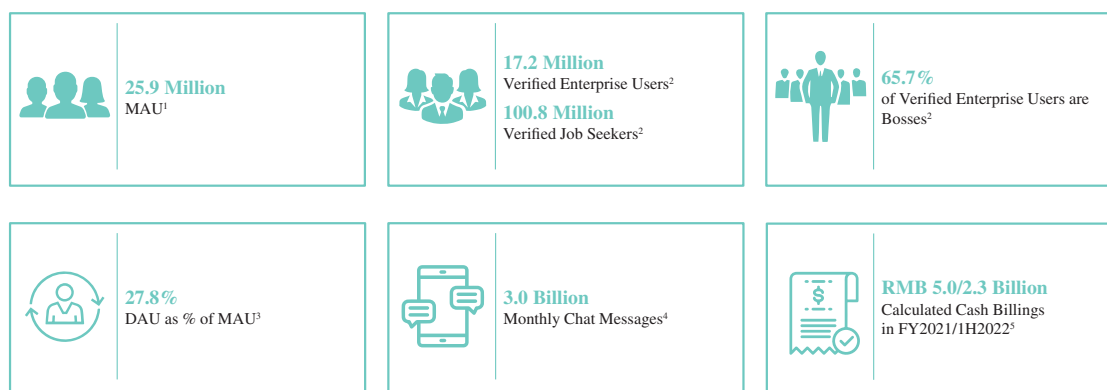 25.9 Million
MAU¹
17.2 Million
Verified Enterprise Users²
100.8 Million
Verified Job Seekers²
65.7%
of Verified Enterprise Users are
Bosses²
27.8%
DAU as % of MAU³
3.0 Billion
Monthly Chat Messages⁴
$
RMB 5.0/2.3 Billion
Calculated Cash Billings
in FY2021/1H2022⁵